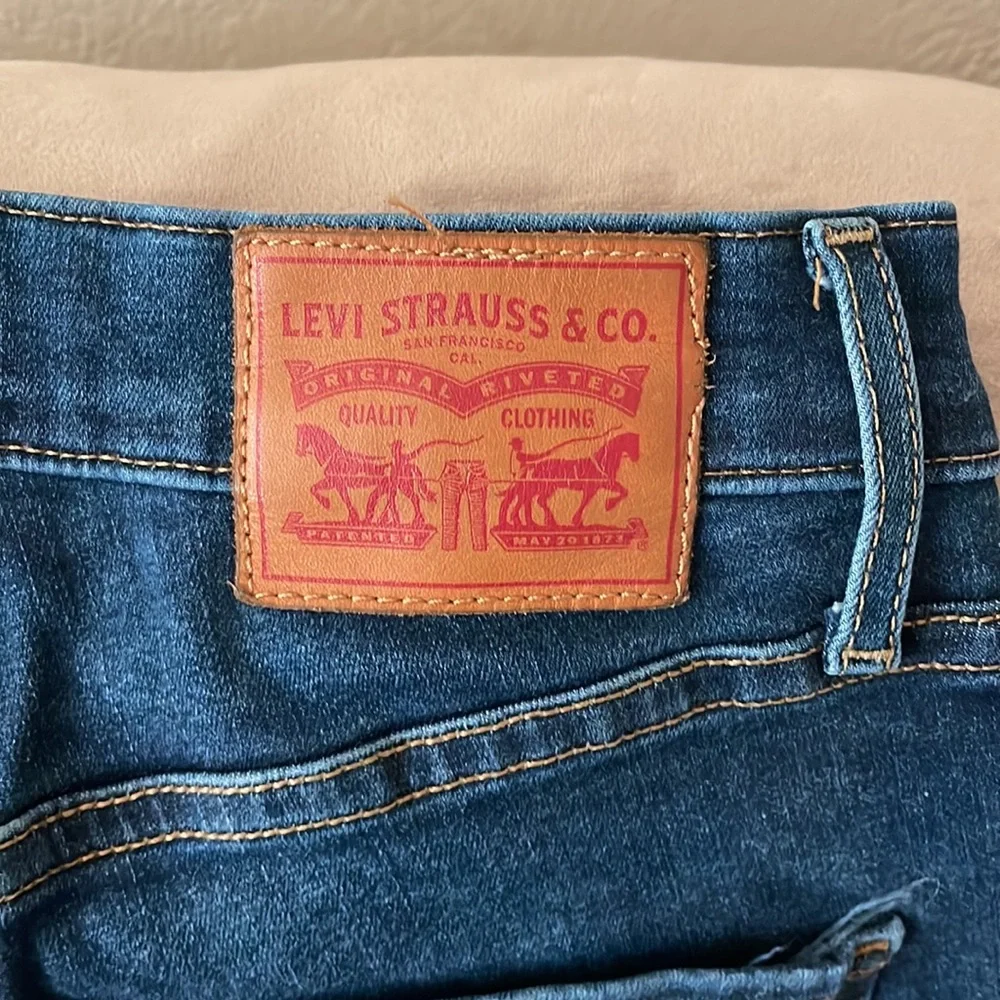 LEVI STRAUSS & CO.
SAN FRANCISCO
CAL.
ORIGINAL RIVETED
QUALITY CLOTHING
PATENTED MAY 20 1873